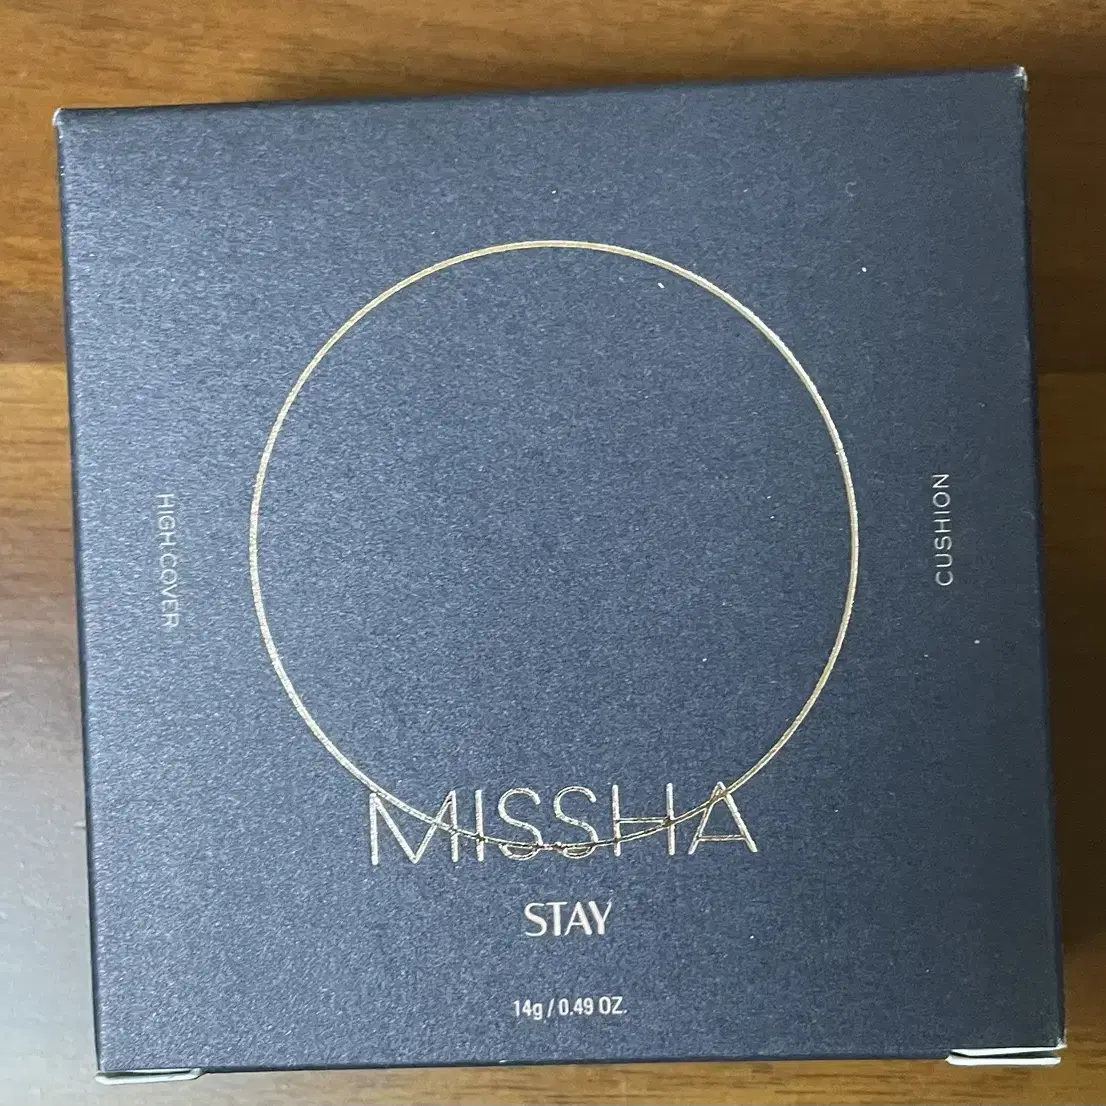 HIGH COVER
CUSHION
MISSHA
STAY
14g / 0.49 OZ.